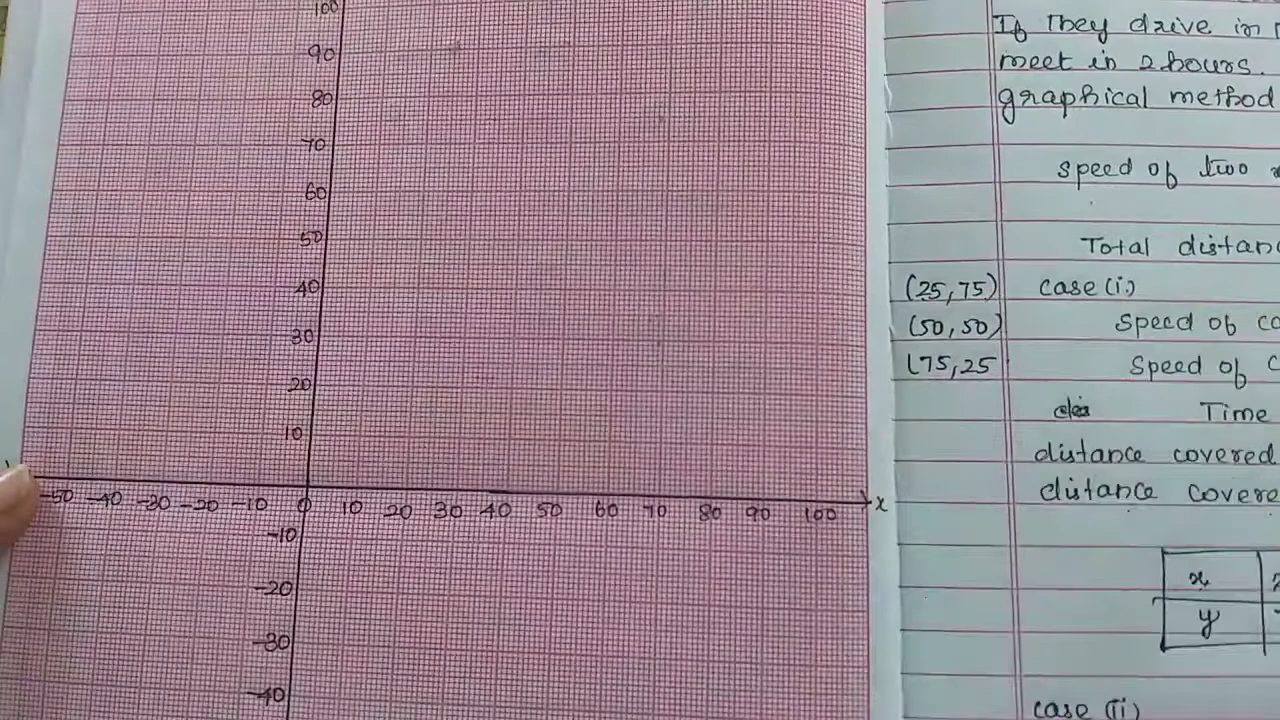 100
90
80
70
60
50
40
30
20
10
-50 -40 -30 -20 -10 0 10 20 30 40 50 60 70 80 90 100 x
-10
-20
-30
-40
If They drive in
meet in 2 hours.
graphical method
Speed of two
Total distan
(25,75) case (i)
(50,50) Speed of ca
(75,25 Speed of C
Time
distance covered
distance covere
x
y
case (ii)